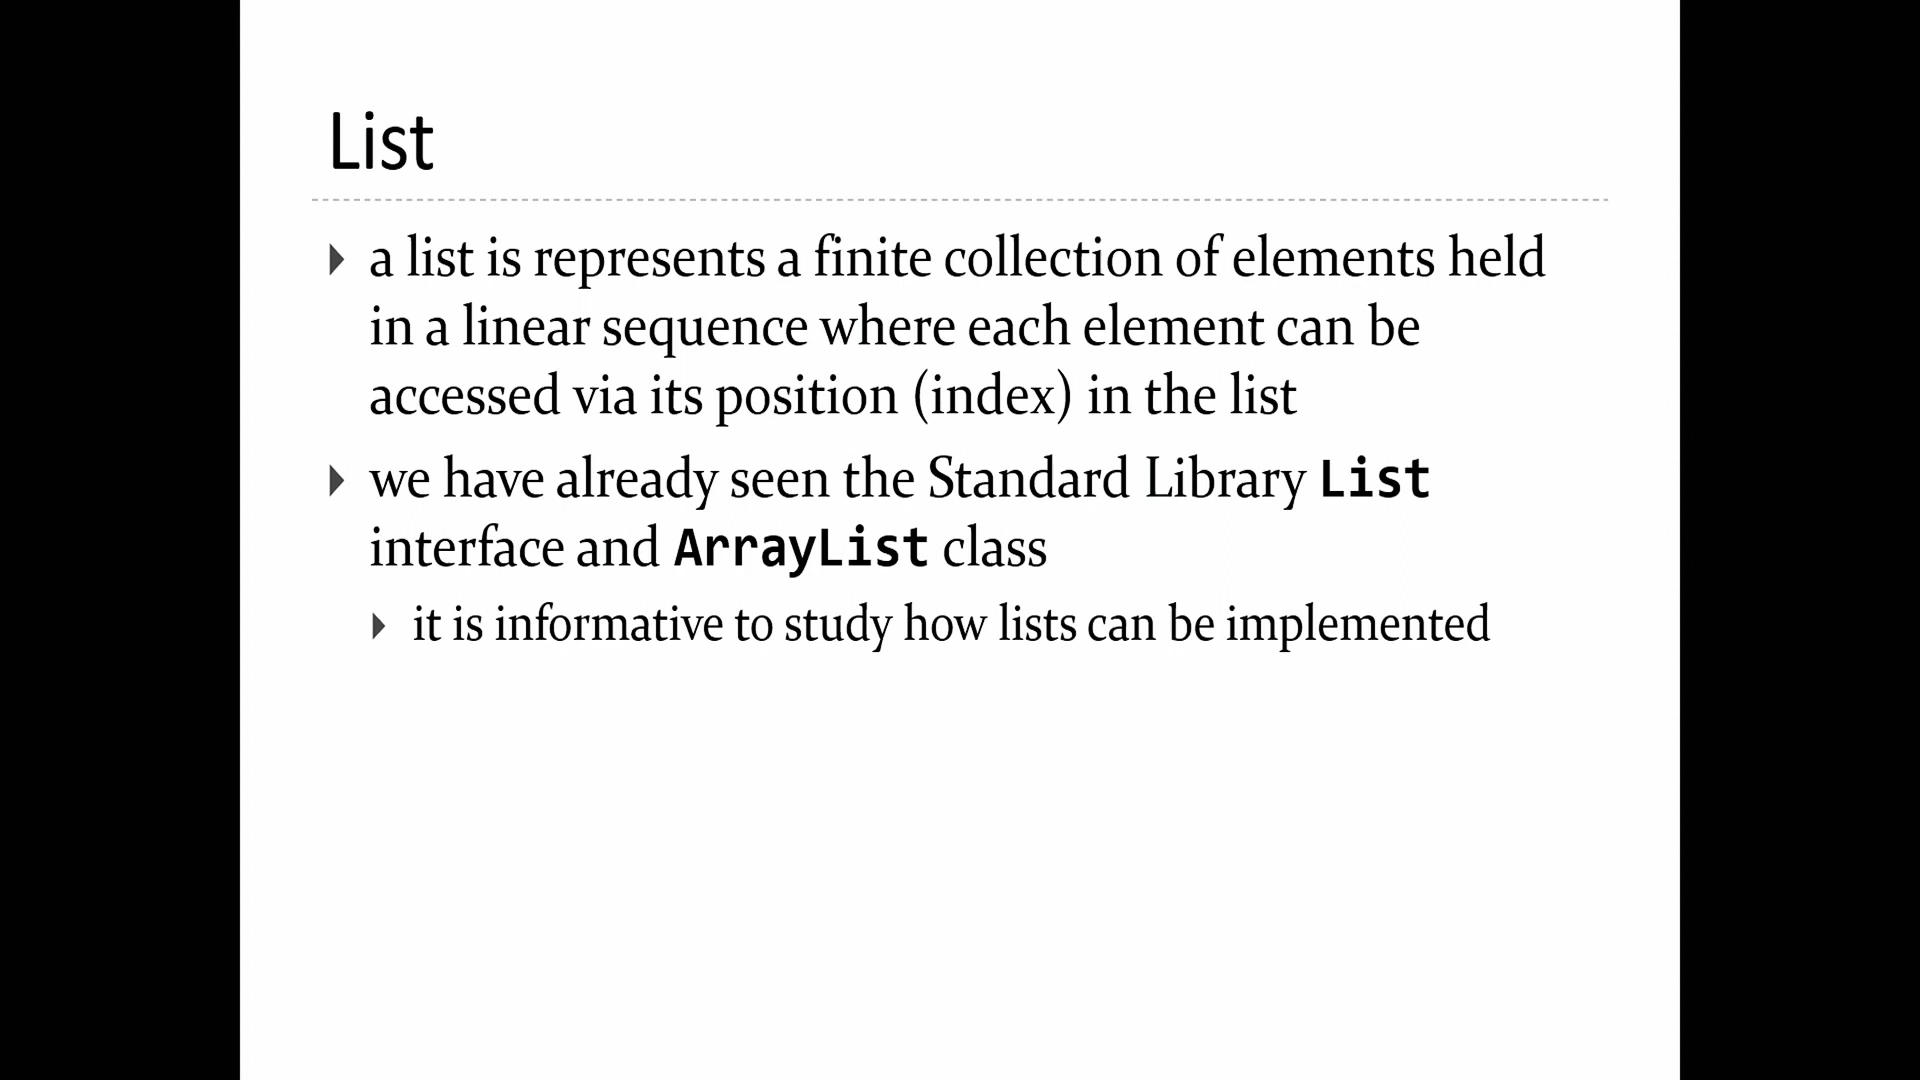 List
a list is represents a finite collection of elements held
in a linear sequence where each element can be
accessed via its position (index) in the list
we have already seen the Standard Library List
interface and ArrayList class
it is informative to study how lists can be implemented